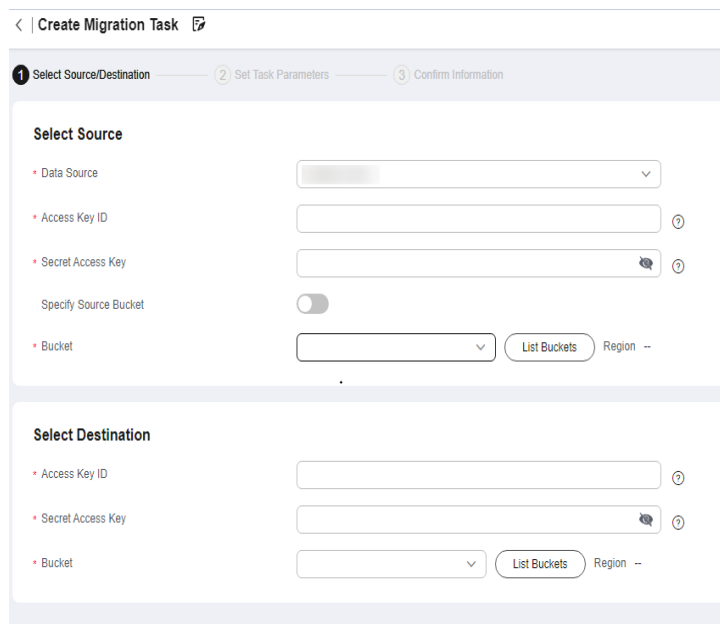 Create Migration Task
1 Select Source/Destination 2 Set Task Parameters 3 Confirm Information
Select Source
* Data Source
* Access Key ID
* Secret Access Key
Specify Source Bucket
* Bucket List Buckets Region --
Select Destination
* Access Key ID
* Secret Access Key
* Bucket List Buckets Region --